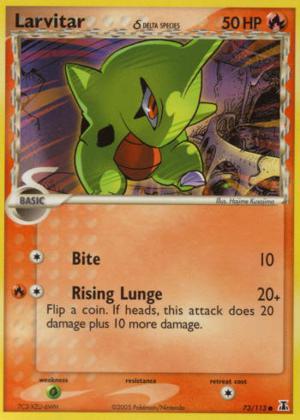 Larvitar δ DELTA SPECIES 50 HP
Illus. Hajime Kusajima
BASIC
Bite 10
Rising Lunge 20+
Flip a coin. If heads, this attack does 20
damage plus 10 more damage.
weakness resistance retreat cost
©2005 Pokémon/Nintendo 73/113 ●